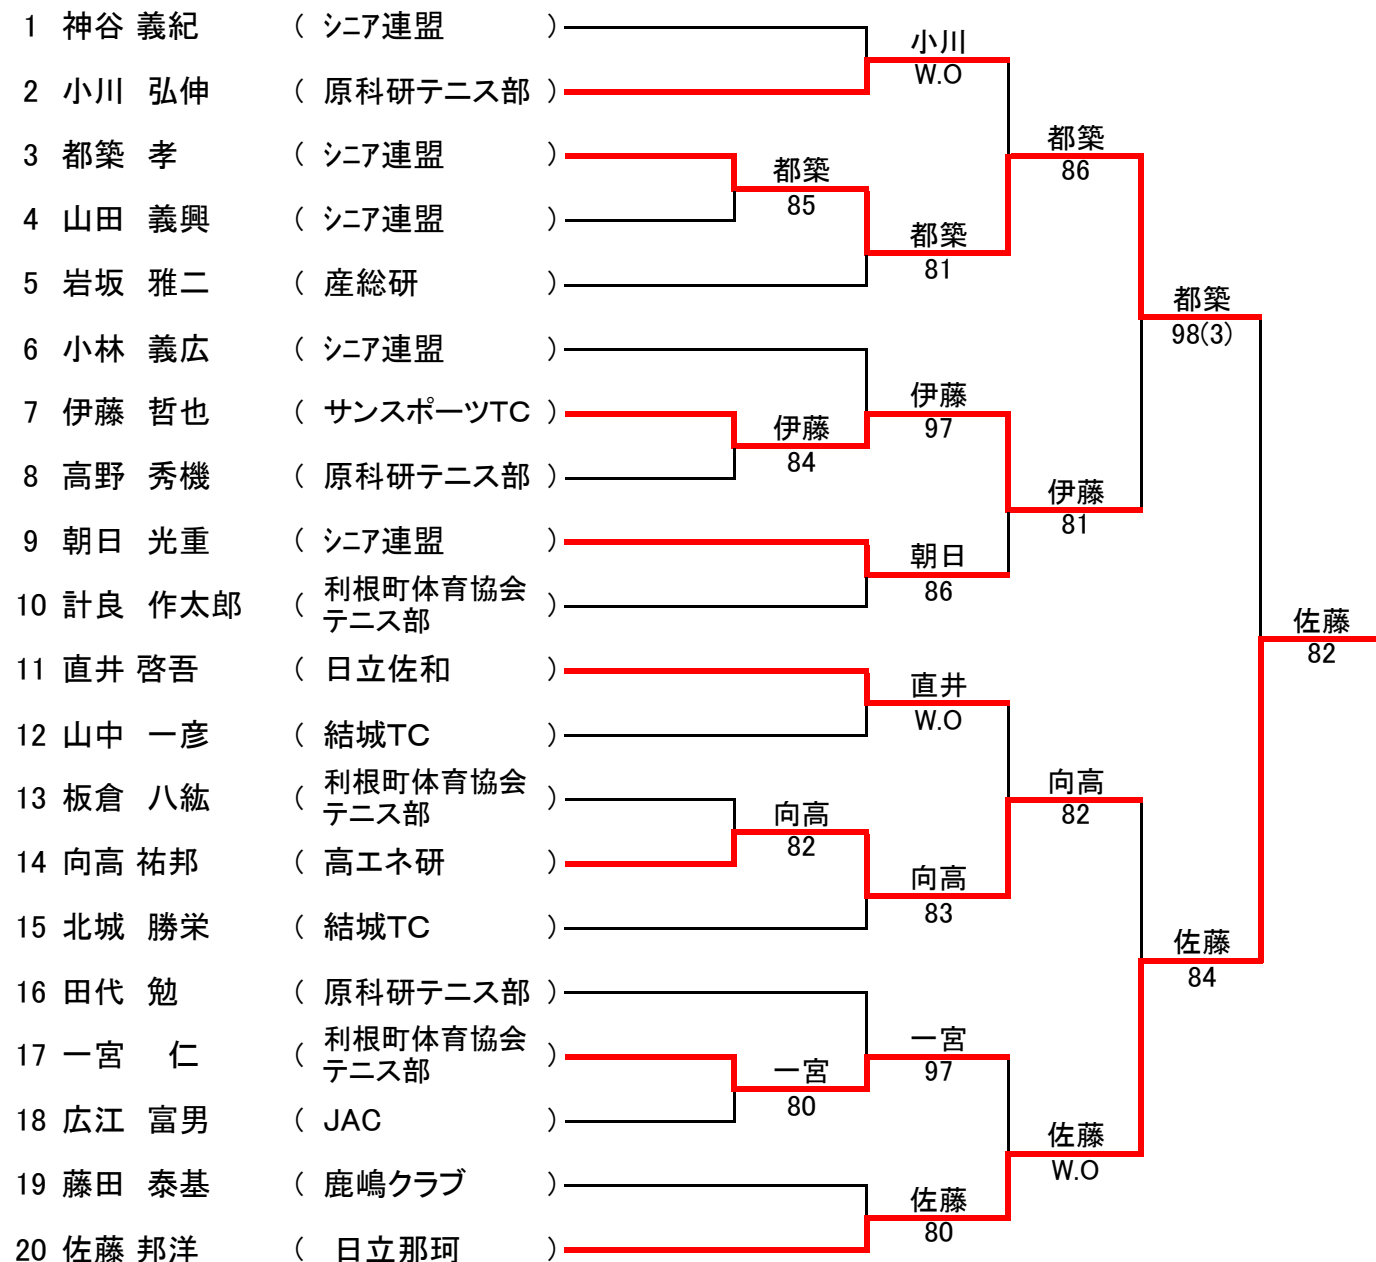 1 神谷 義紀 ( シニア連盟 )
小川
W.O
2 小川 弘伸 ( 原科研テニス部 )
3 都築 孝 ( シニア連盟 )
都築
86
都築
85
4 山田 義興 ( シニア連盟 )
都築
81
5 岩坂 雅二 ( 産総研 )
都築
98(3)
6 小林 義広 ( シニア連盟 )
伊藤
97
7 伊藤 哲也 ( サンスポーツTC )
伊藤
84
8 高野 秀機 ( 原科研テニス部 )
伊藤
81
9 朝日 光重 ( シニア連盟 )
朝日
86
10 計良 作太郎 ( 利根町体育協会
テニス部 )
佐藤
82
11 直井 啓吾 ( 日立佐和 )
直井
W.O
12 山中 一彦 ( 結城TC )
13 板倉 八紘 ( 利根町体育協会
テニス部 )
向高
82
向高
82
14 向高 祐邦 ( 高エネ研 )
向高
83
15 北城 勝栄 ( 結城TC )
佐藤
84
16 田代 勉 ( 原科研テニス部 )
17 一宮 仁 ( 利根町体育協会
テニス部 )
一宮
97
一宮
80
18 広江 富男 ( JAC )
佐藤
W.O
19 藤田 泰基 ( 鹿嶋クラブ )
佐藤
80
20 佐藤 邦洋 ( 日立那珂 )